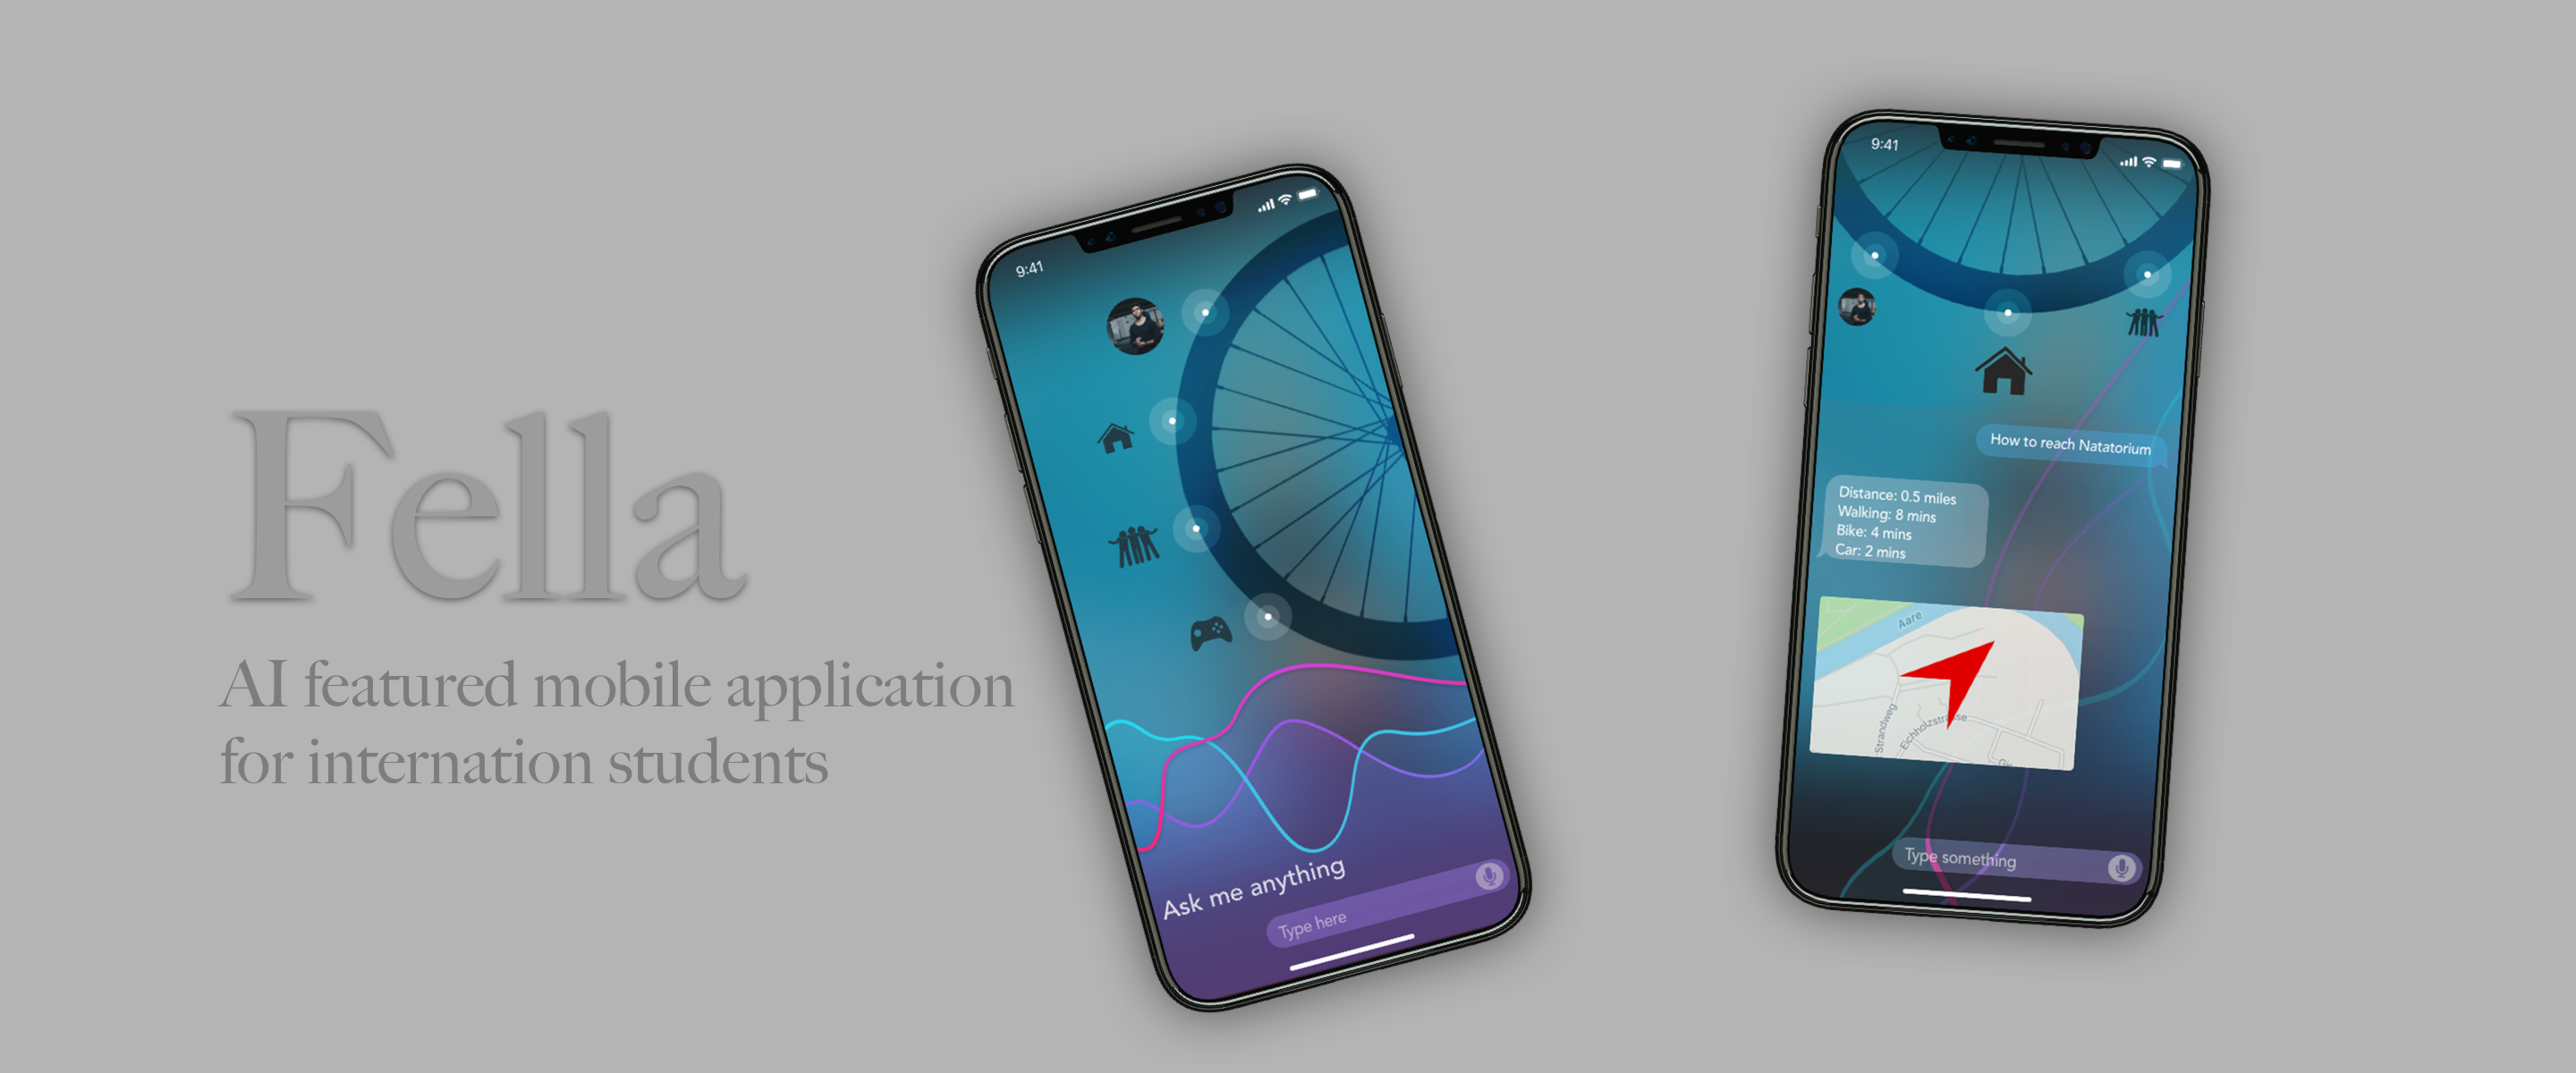 Fella
AI featured mobile application
for internation students
9:41
Ask me anything
Type here
9:41
How to reach Natatorium
Distance: 0.5 miles
Walking: 8 mins
Bike: 4 mins
Car: 2 mins
Aare
Strandweg
Eichholzstrasse
Type something